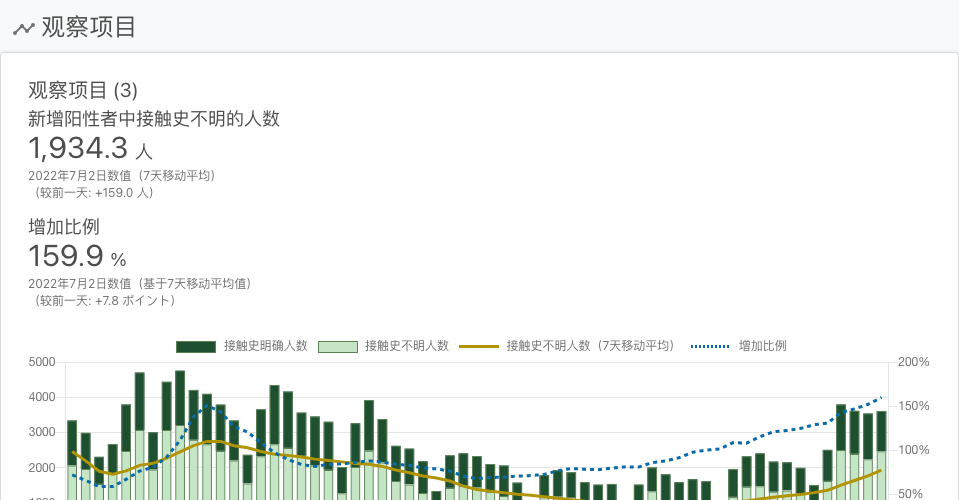 观察项目
观察项目 (3)
新增阳性者中接触史不明的人数
1,934.3 人
2022年7月2日数值（7天移动平均）
（较前一天: +159.0 人）
增加比例
159.9 %
2022年7月2日数值（基于7天移动平均值）
（较前一天: +7.8 ポイント）
接触史明确人数 接触史不明人数 接触史不明人数（7天移动平均） 增加比例
5000 200%
4000 150%
3000 100%
2000 50%